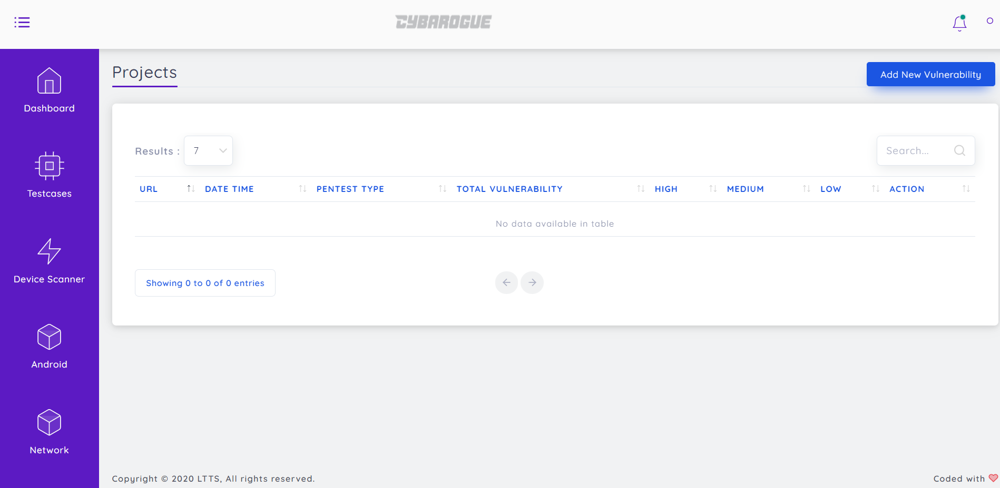 CYBAROGUE
Projects
Add New Vulnerability
Dashboard
Testcases
Device Scanner
Android
Network
Results : 7
Search...
URL DATE TIME PENTEST TYPE TOTAL VULNERABILITY HIGH MEDIUM LOW ACTION
No data available in table
Showing 0 to 0 of 0 entries
Copyright © 2020 LTTS, All rights reserved.
Coded with